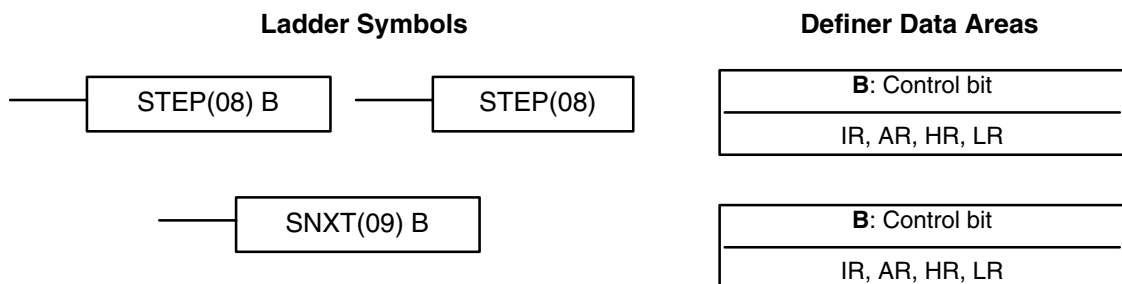 Ladder Symbols
Definer Data Areas
STEP(08) B
STEP(08)
B: Control bit
IR, AR, HR, LR
SNXT(09) B
B: Control bit
IR, AR, HR, LR